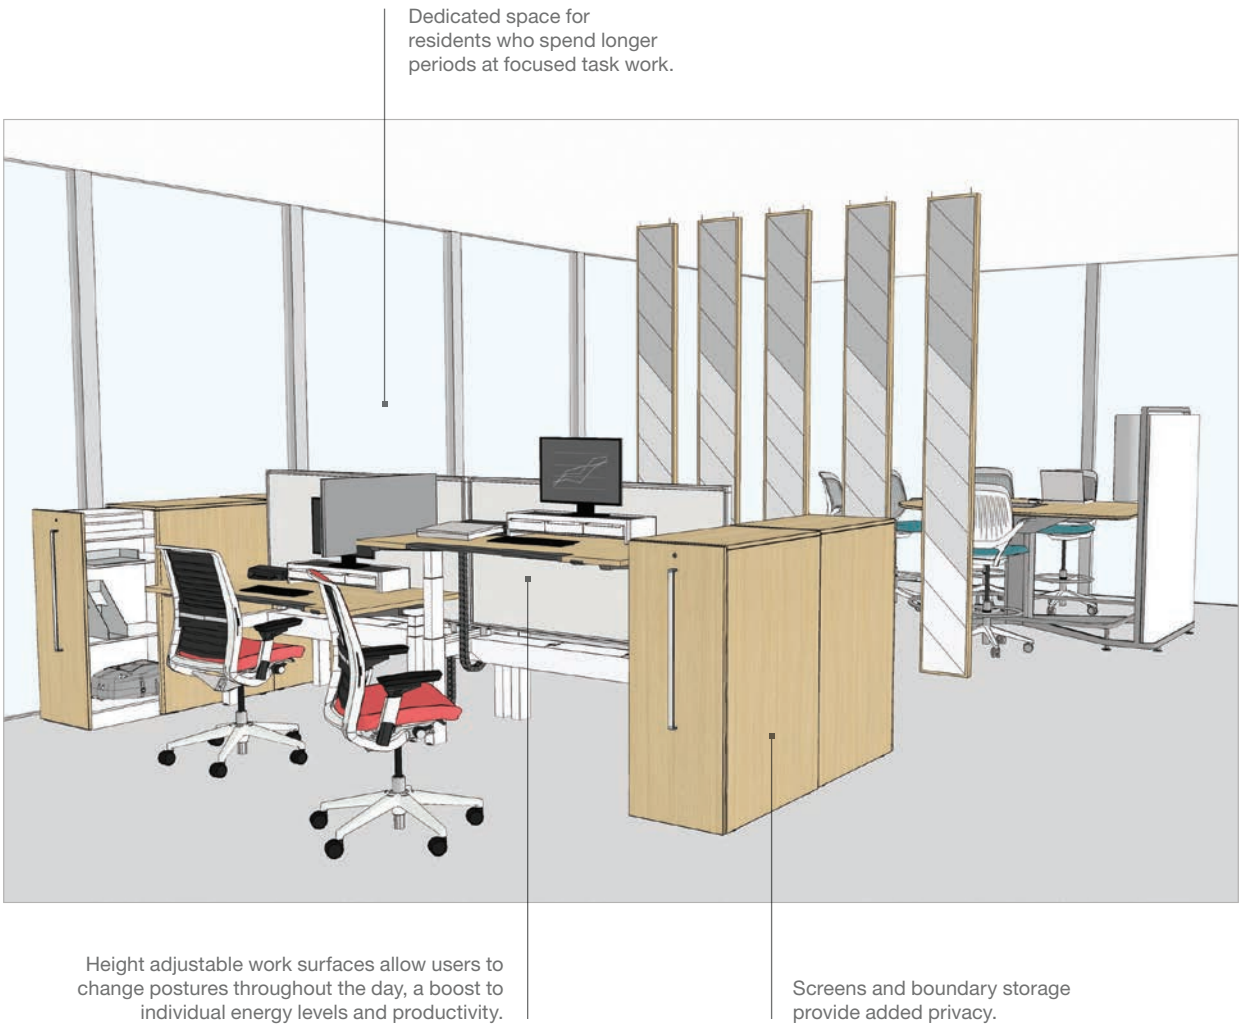 Dedicated space for
residents who spend longer
periods at focused task work.
Height adjustable work surfaces allow users to
change postures throughout the day, a boost to
individual energy levels and productivity.
Screens and boundary storage
provide added privacy.